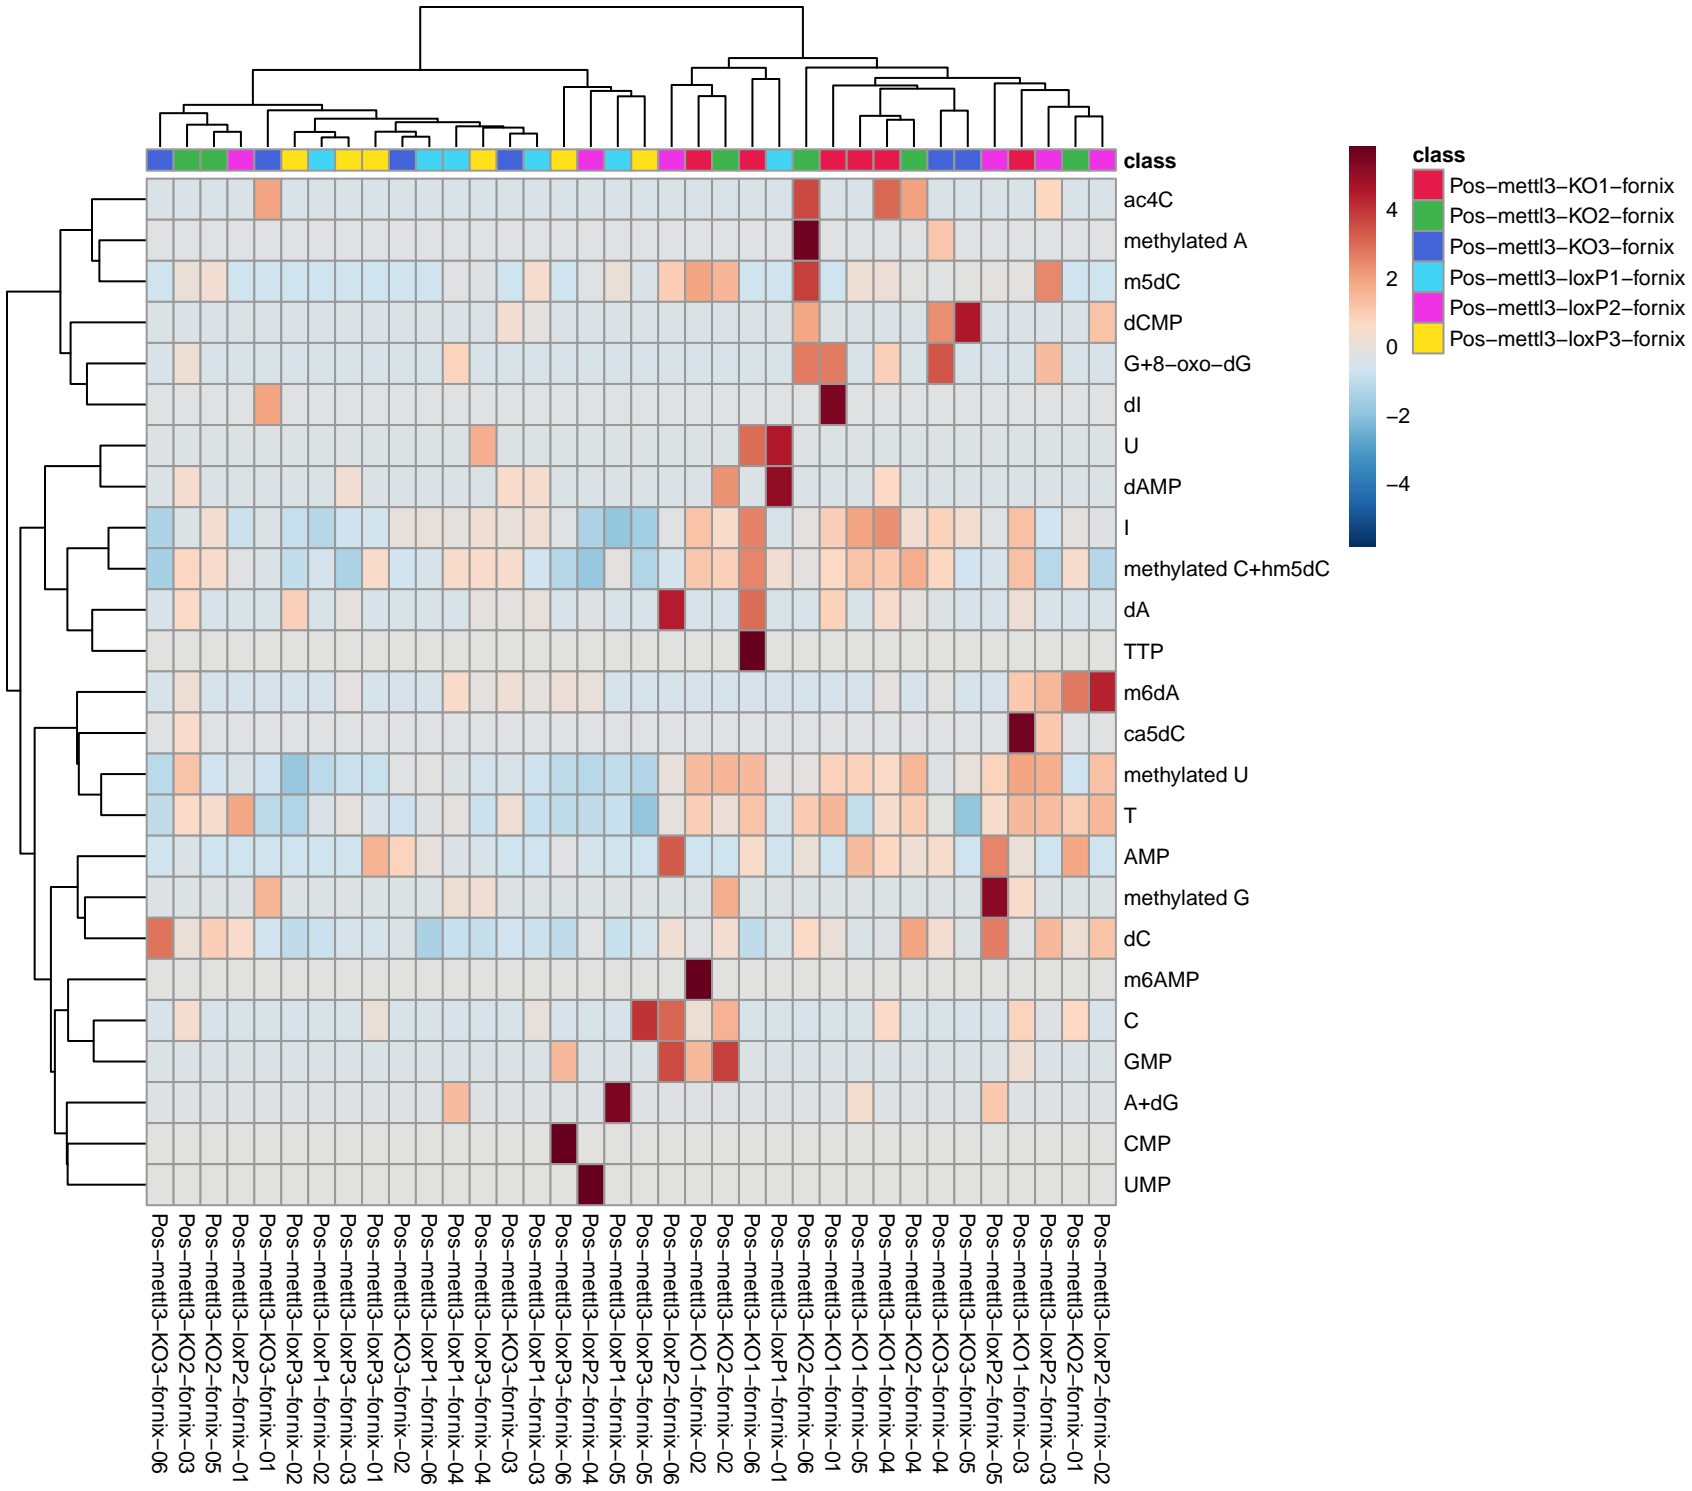 class
ac4C
methylated A
m5dC
dCMP
G+8−oxo−dG
dI
U
dAMP
I
methylated C+hm5dC
dA
TTP
m6dA
ca5dC
methylated U
T
AMP
methylated G
dC
m6AMP
C
GMP
A+dG
CMP
UMP
4
2
0
−2
−4
class
Pos−mettl3−KO1−fornix
Pos−mettl3−KO2−fornix
Pos−mettl3−KO3−fornix
Pos−mettl3−loxP1−fornix
Pos−mettl3−loxP2−fornix
Pos−mettl3−loxP3−fornix
Pos−mettl3−KO3−fornix−06
Pos−mettl3−KO2−fornix−03
Pos−mettl3−KO2−fornix−05
Pos−mettl3−loxP2−fornix−01
Pos−mettl3−KO3−fornix−01
Pos−mettl3−loxP3−fornix−02
Pos−mettl3−loxP1−fornix−02
Pos−mettl3−loxP3−fornix−03
Pos−mettl3−loxP3−fornix−01
Pos−mettl3−KO3−fornix−02
Pos−mettl3−loxP1−fornix−06
Pos−mettl3−loxP1−fornix−04
Pos−mettl3−loxP3−fornix−04
Pos−mettl3−KO3−fornix−03
Pos−mettl3−loxP1−fornix−03
Pos−mettl3−loxP3−fornix−06
Pos−mettl3−loxP2−fornix−04
Pos−mettl3−loxP1−fornix−05
Pos−mettl3−loxP3−fornix−05
Pos−mettl3−loxP2−fornix−06
Pos−mettl3−KO1−fornix−02
Pos−mettl3−KO2−fornix−02
Pos−mettl3−KO1−fornix−06
Pos−mettl3−loxP1−fornix−01
Pos−mettl3−KO2−fornix−06
Pos−mettl3−KO1−fornix−01
Pos−mettl3−KO1−fornix−05
Pos−mettl3−KO1−fornix−04
Pos−mettl3−KO2−fornix−04
Pos−mettl3−KO3−fornix−04
Pos−mettl3−KO3−fornix−05
Pos−mettl3−loxP2−fornix−05
Pos−mettl3−KO1−fornix−03
Pos−mettl3−loxP2−fornix−03
Pos−mettl3−KO2−fornix−01
Pos−mettl3−loxP2−fornix−02